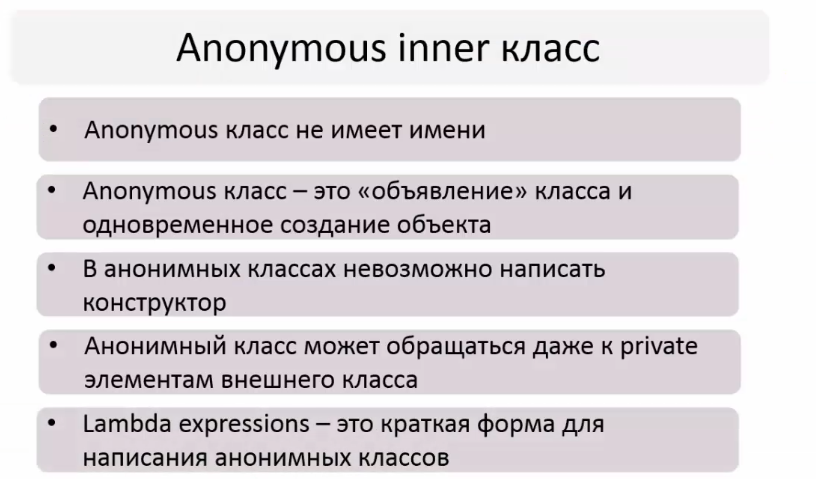 Anonymous inner класс
• Anonymous класс не имеет имени
• Anonymous класс – это «объявление» класса и
одновременное создание объекта
• В анонимных классах невозможно написать
конструктор
• Анонимный класс может обращаться даже к private
элементам внешнего класса
• Lambda expressions – это краткая форма для
написания анонимных классов